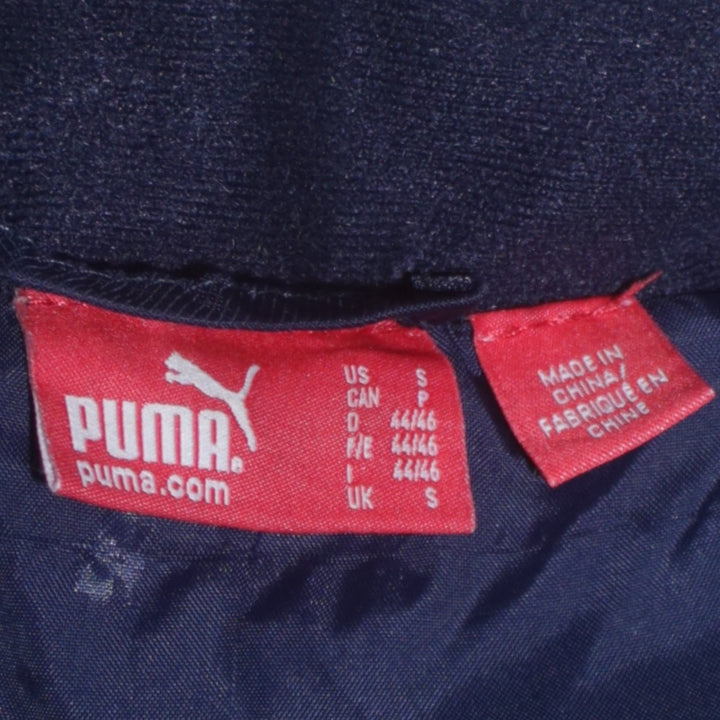 PUMA®
puma.com
US S
CAN P
D 44/46
F/E 44/46
I 44/46
UK S
MADE IN
CHINA/
FABRIQUÉ EN
CHINE